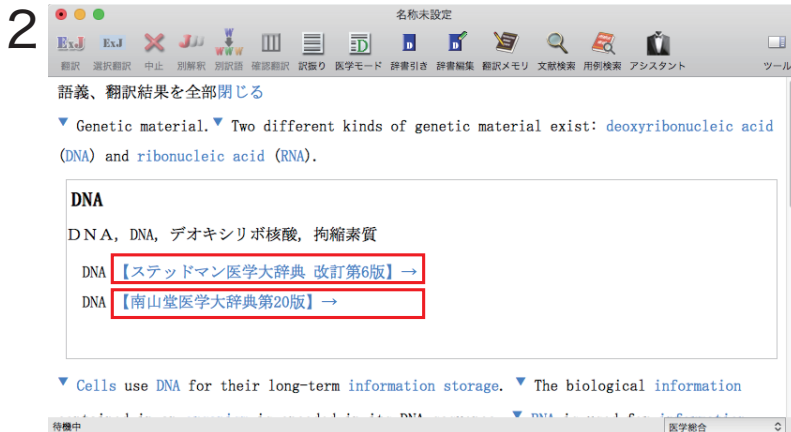 2
名称未設定
ExJ ExJ JJJ W WWW D D D
翻訳 選択翻訳 中止 別解釈 別訳語 確認翻訳 訳振り 医学モード 辞書引き 辞書編集 翻訳メモリ 文献検索 用例検索 アシスタント ツール
語義、翻訳結果を全部閉じる
▼ Genetic material.▼ Two different kinds of genetic material exist: deoxyribonucleic acid
(DNA) and ribonucleic acid (RNA).
DNA
ＤＮＡ, DNA, デオキシリボ核酸, 拘縮素質
DNA【ステッドマン医学大辞典 改訂第6版】→
DNA【南山堂医学大辞典第20版】→
▼ Cells use DNA for their long-term information storage. ▼ The biological information
待機中 医学総合